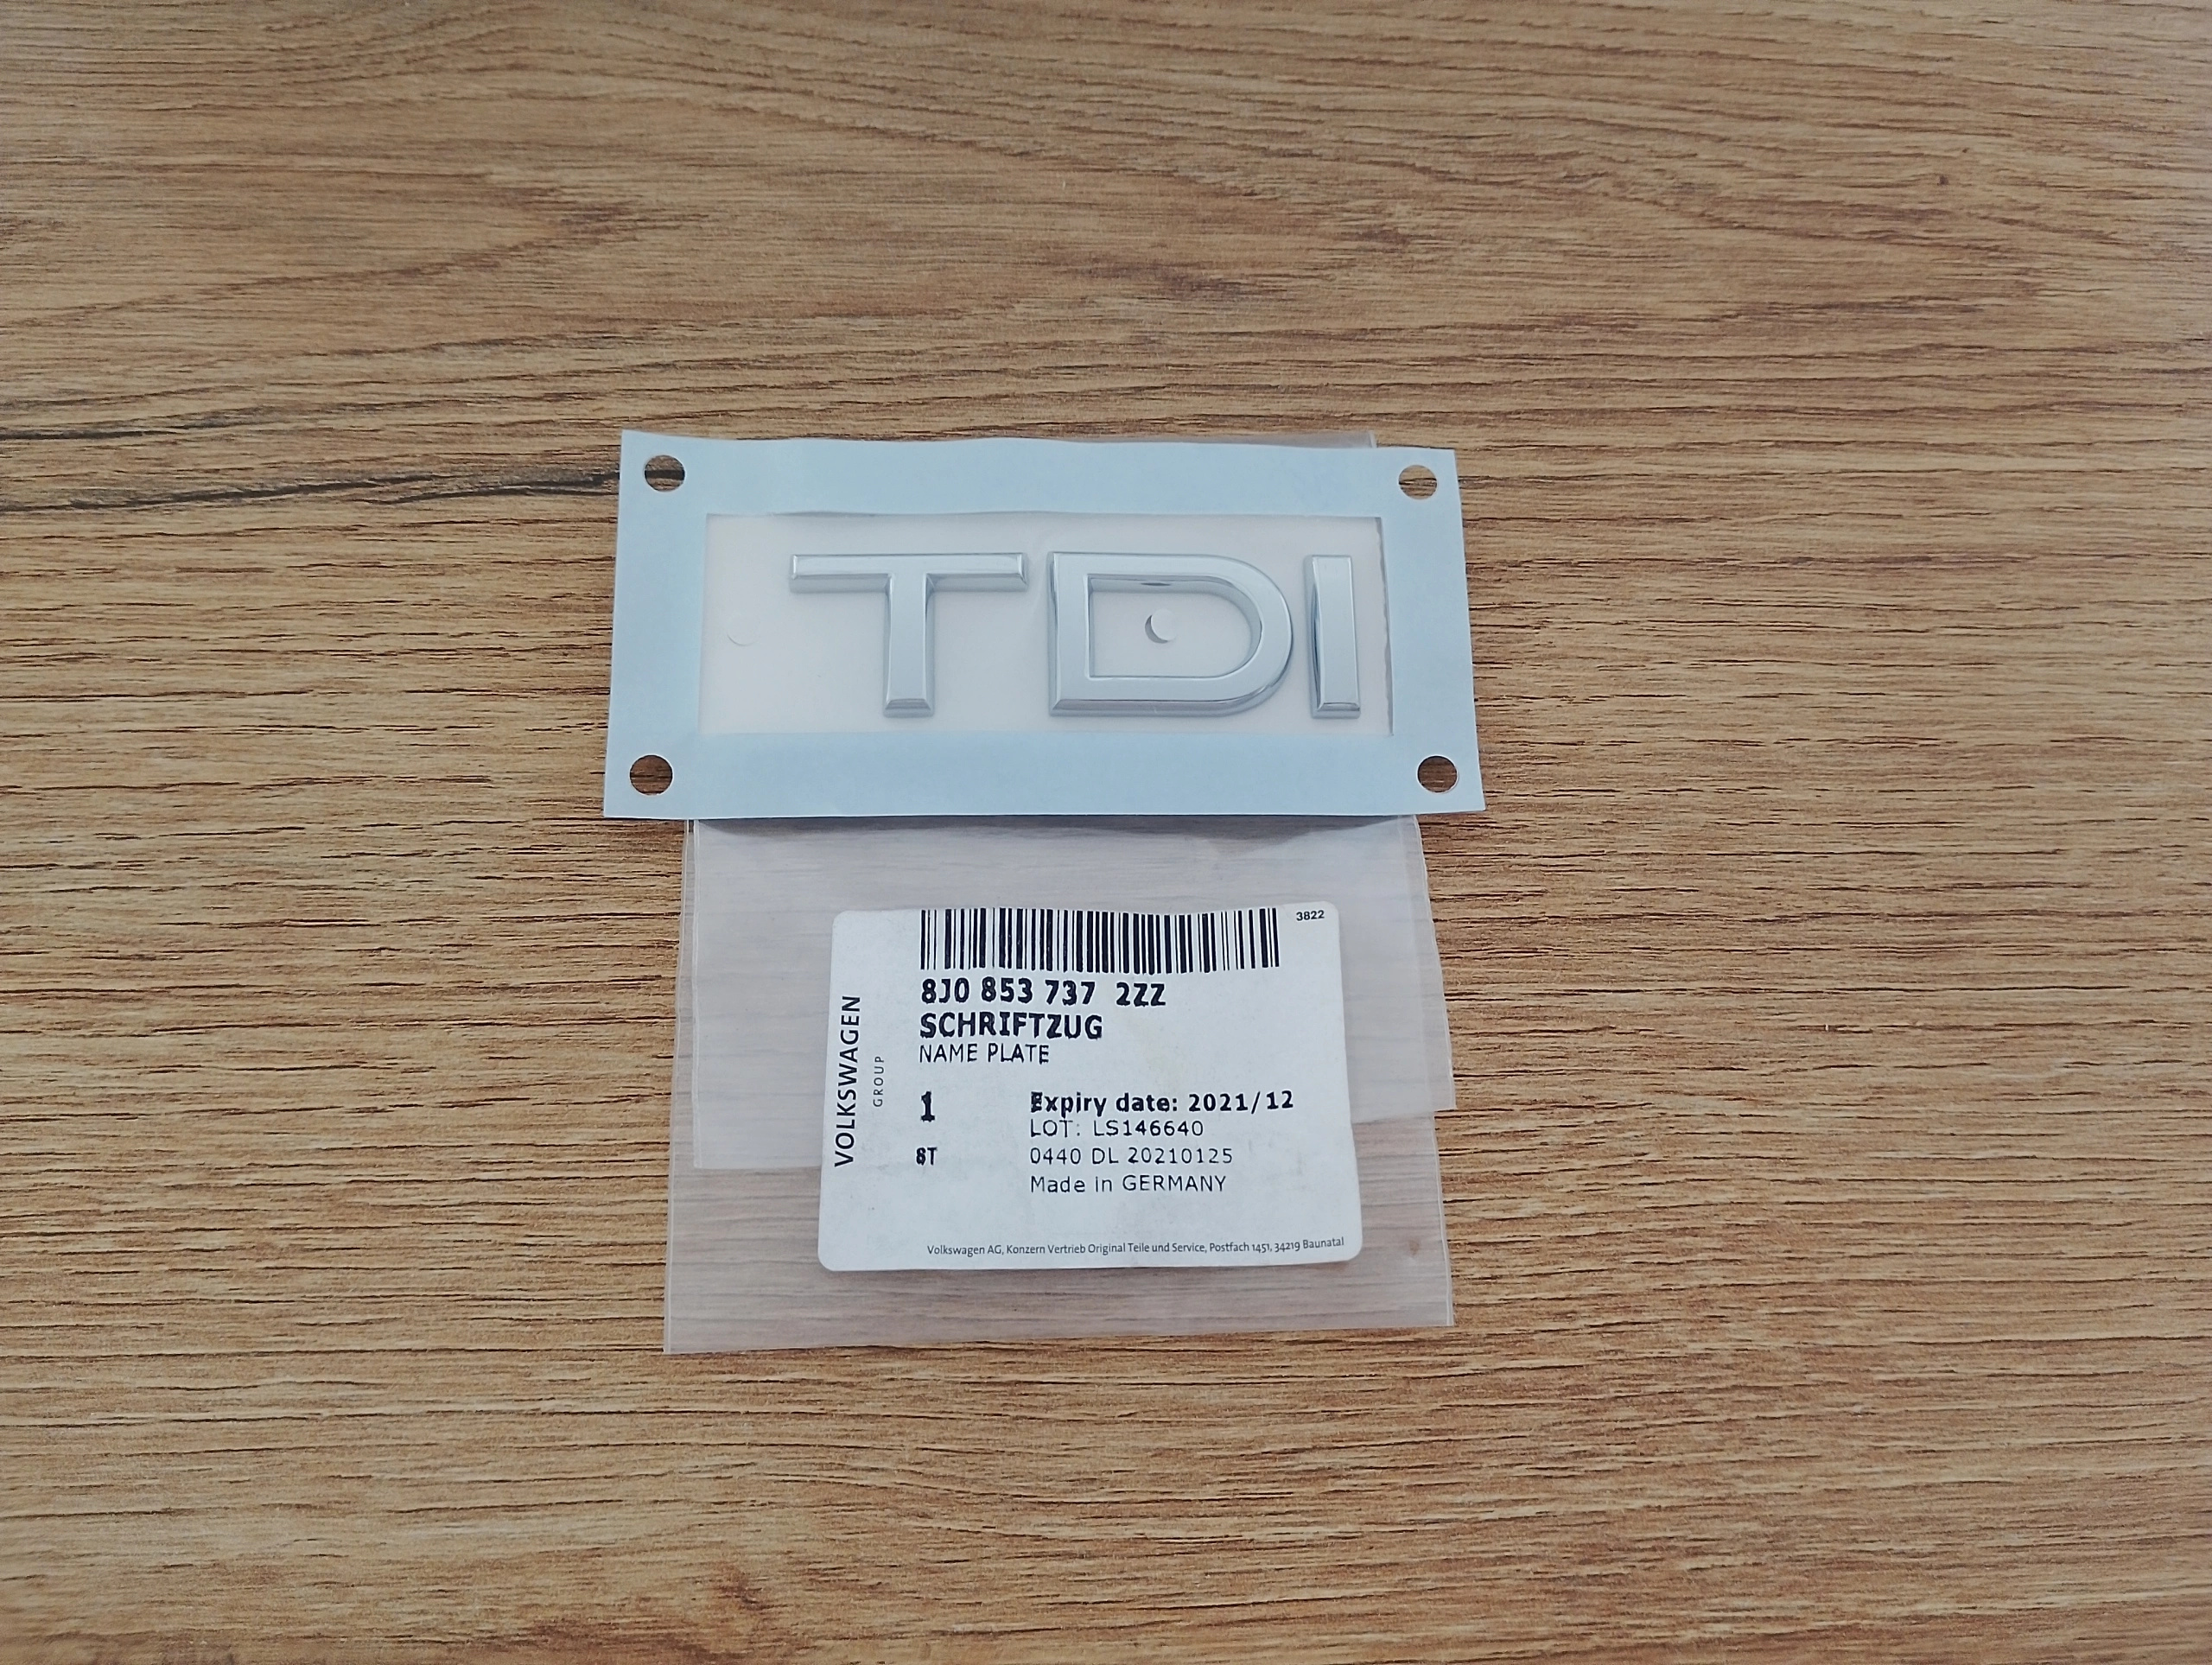 TDI
3822
8J0 853 737 2ZZ
SCHRIFTZUG
NAME PLATE
VOLKSWAGEN
GROUP
1
Expiry date: 2021/12
LOT: LS146640
8T
0440 DL 20210125
Made in GERMANY
Volkswagen AG, Konzern Vertrieb Original Teile und Service, Postfach 1451, 34219 Baunatal